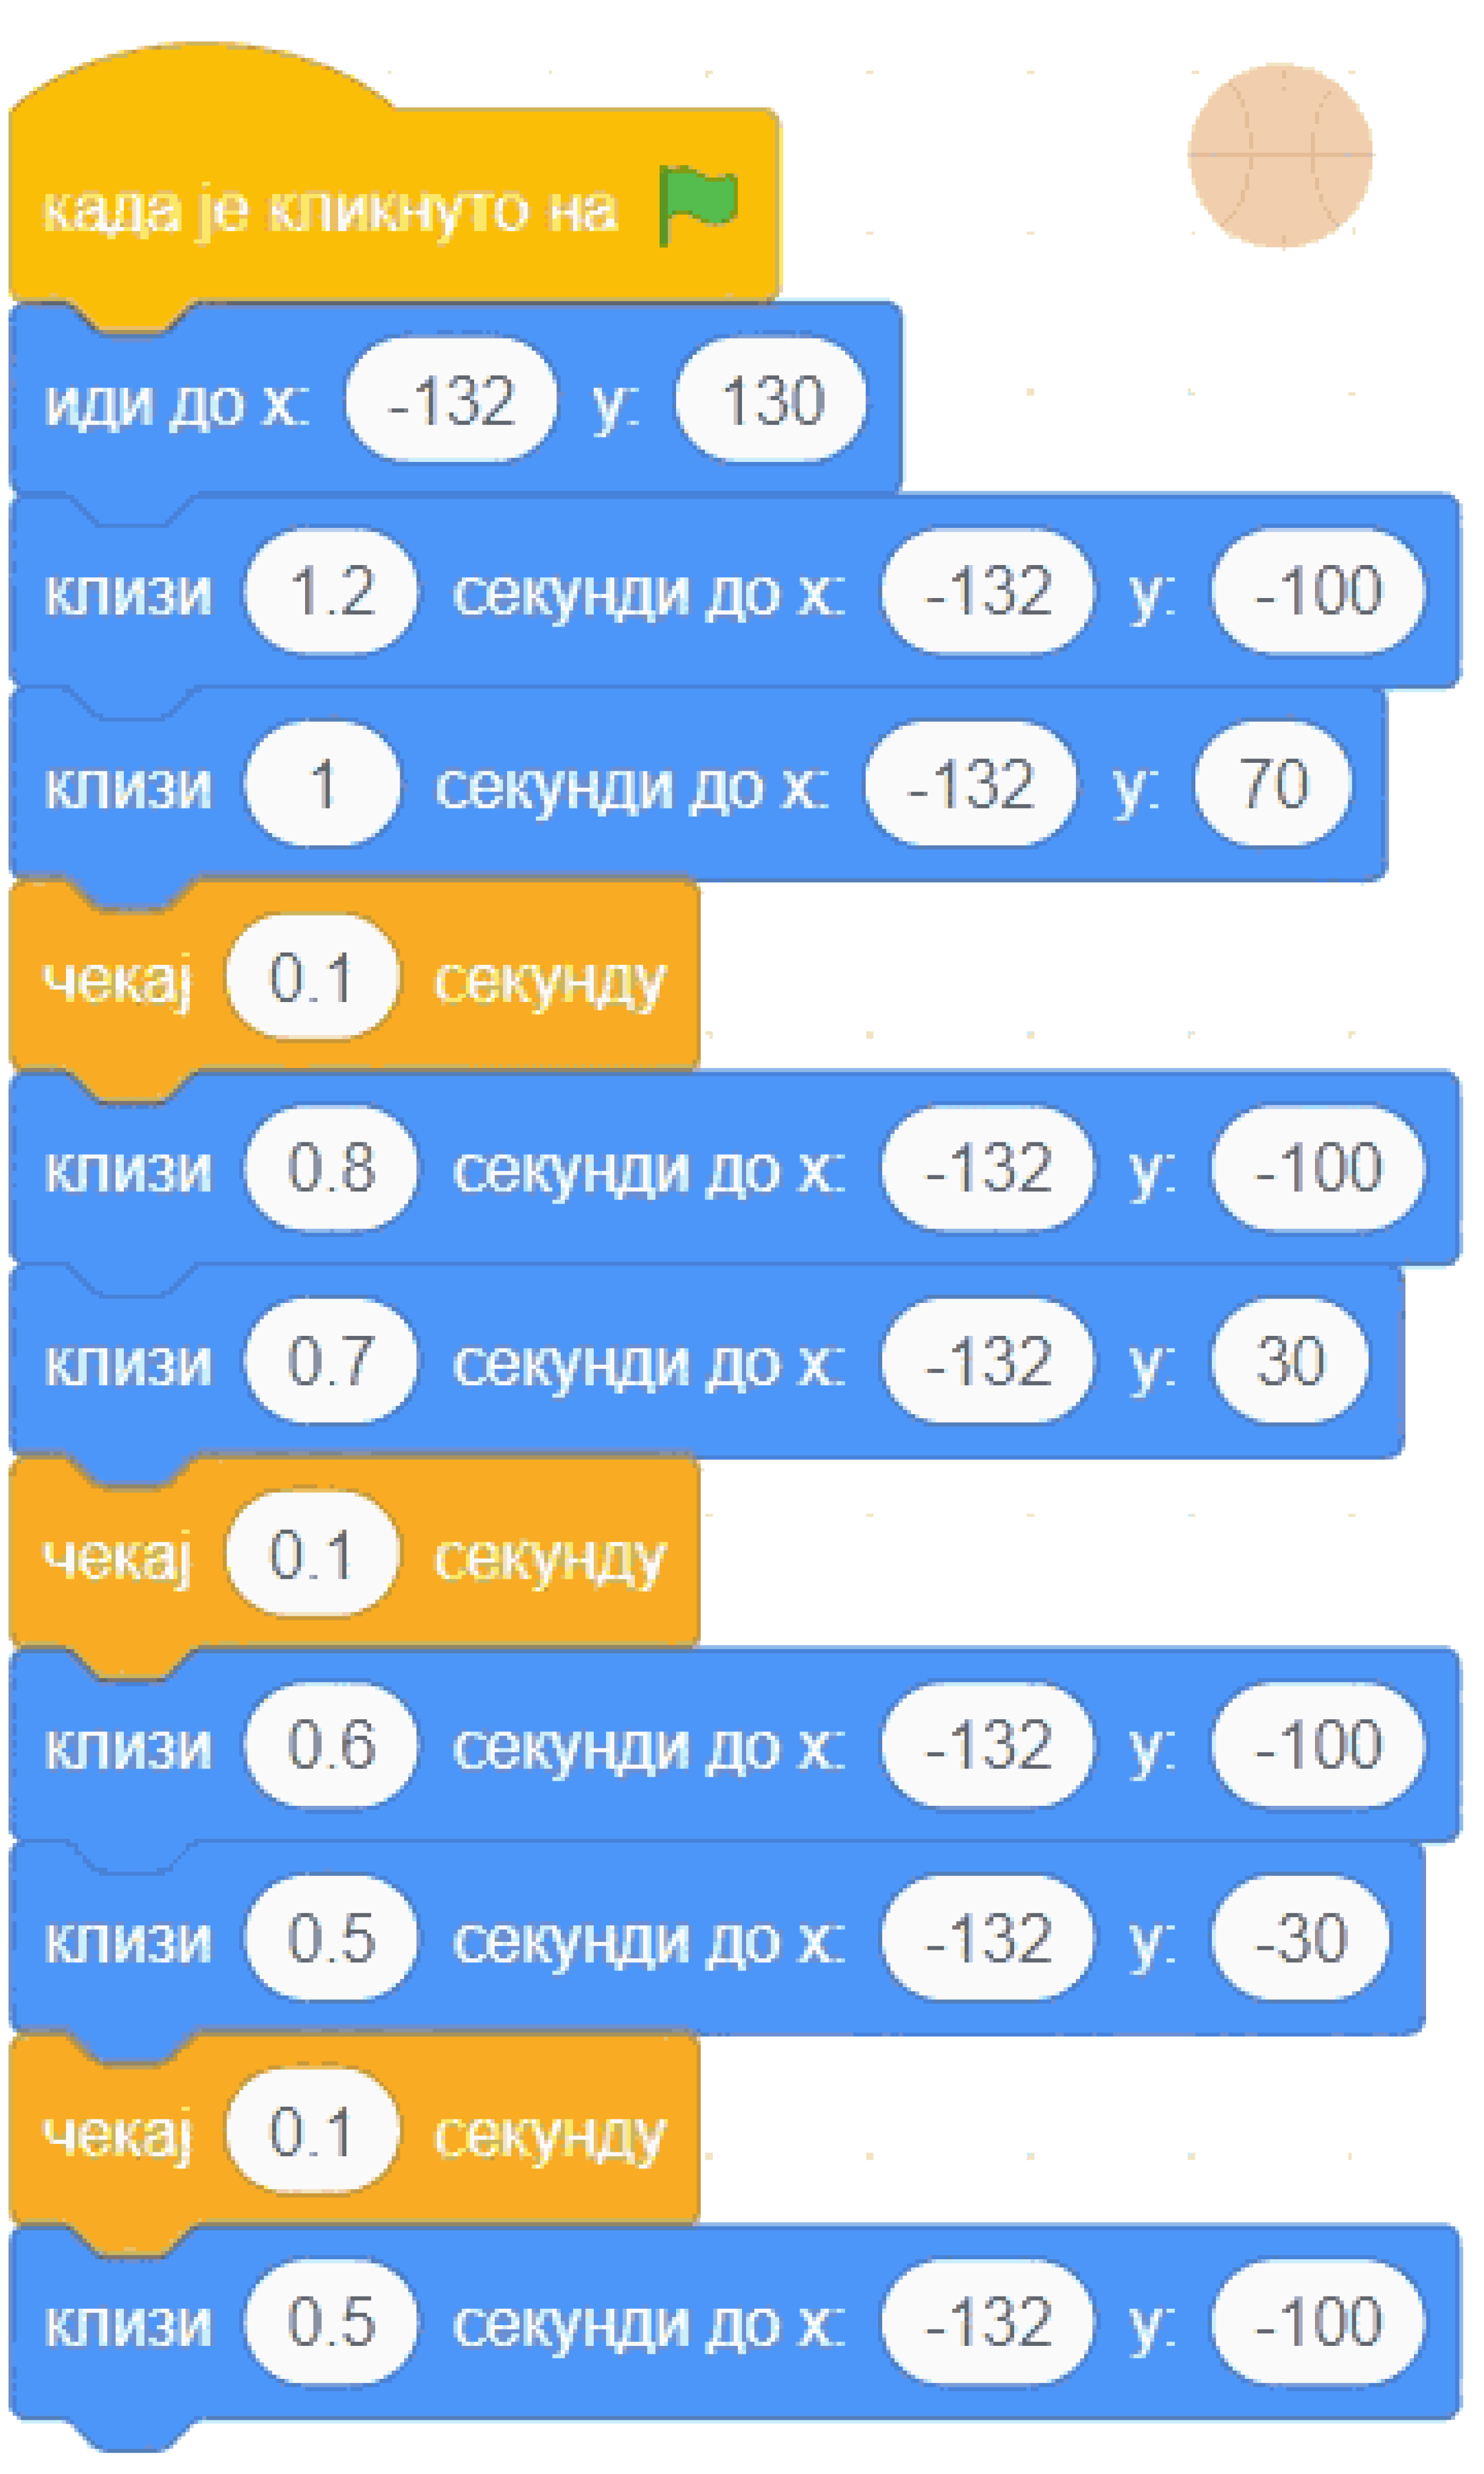 када је кликнуто на
иди до x: -132 y: 130
клизи 1.2 секунди до x: -132 y: -100
клизи 1 секунди до x: -132 y: 70
чекај 0.1 секунду
клизи 0.8 секунди до x: -132 y: -100
клизи 0.7 секунди до x: -132 y: 30
чекај 0.1 секунду
клизи 0.6 секунди до x: -132 y: -100
клизи 0.5 секунди до x: -132 y: -30
чекај 0.1 секунду
клизи 0.5 секунди до x: -132 y: -100